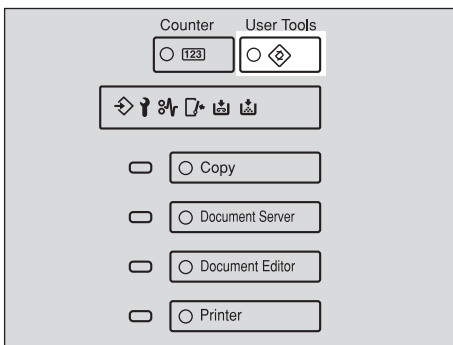 Counter User Tools
123
Copy
Document Server
Document Editor
Printer